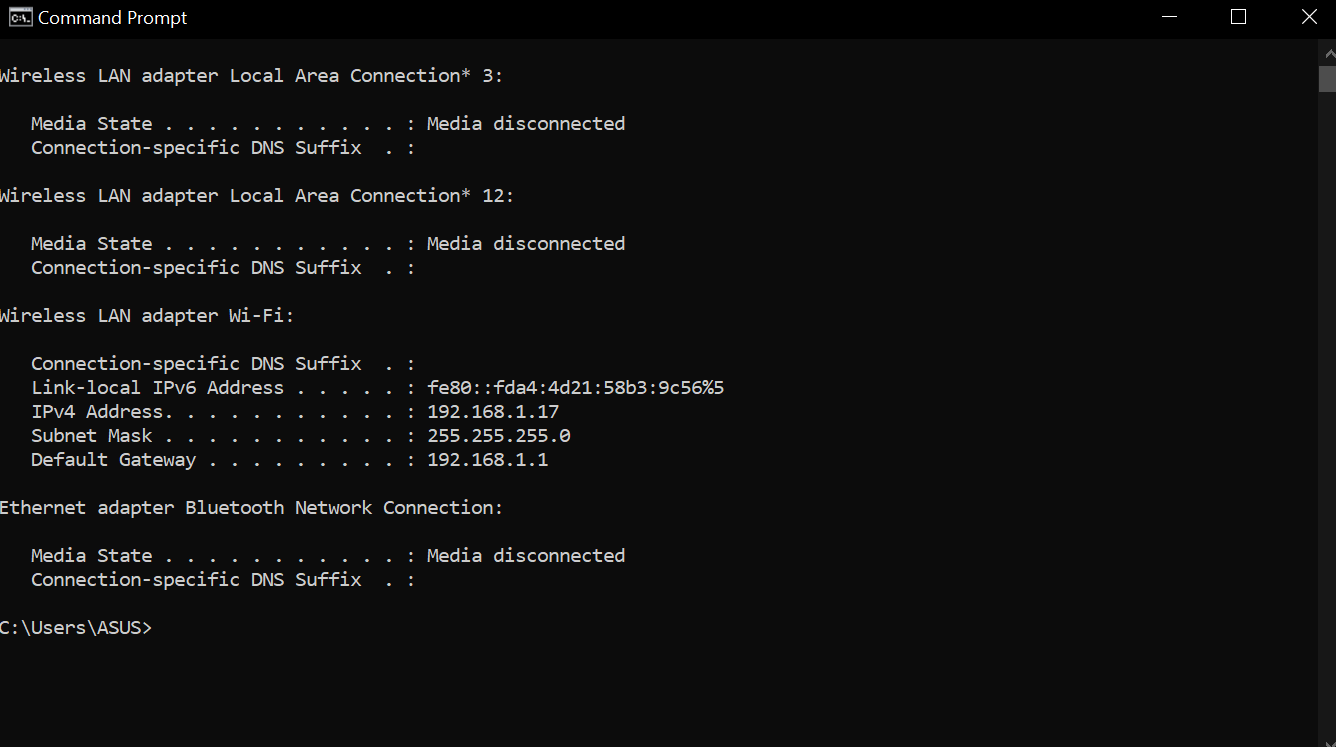 Command Prompt
Wireless LAN adapter Local Area Connection* 3:
Media State . . . . . . . . . . . : Media disconnected
Connection-specific DNS Suffix  . :
Wireless LAN adapter Local Area Connection* 12:
Media State . . . . . . . . . . . : Media disconnected
Connection-specific DNS Suffix  . :
Wireless LAN adapter Wi-Fi:
Connection-specific DNS Suffix  . :
Link-local IPv6 Address . . . . . : fe80::fda4:4d21:58b3:9c56%5
IPv4 Address. . . . . . . . . . . : 192.168.1.17
Subnet Mask . . . . . . . . . . . : 255.255.255.0
Default Gateway . . . . . . . . . : 192.168.1.1
Ethernet adapter Bluetooth Network Connection:
Media State . . . . . . . . . . . : Media disconnected
Connection-specific DNS Suffix  . :
C:\Users\ASUS>